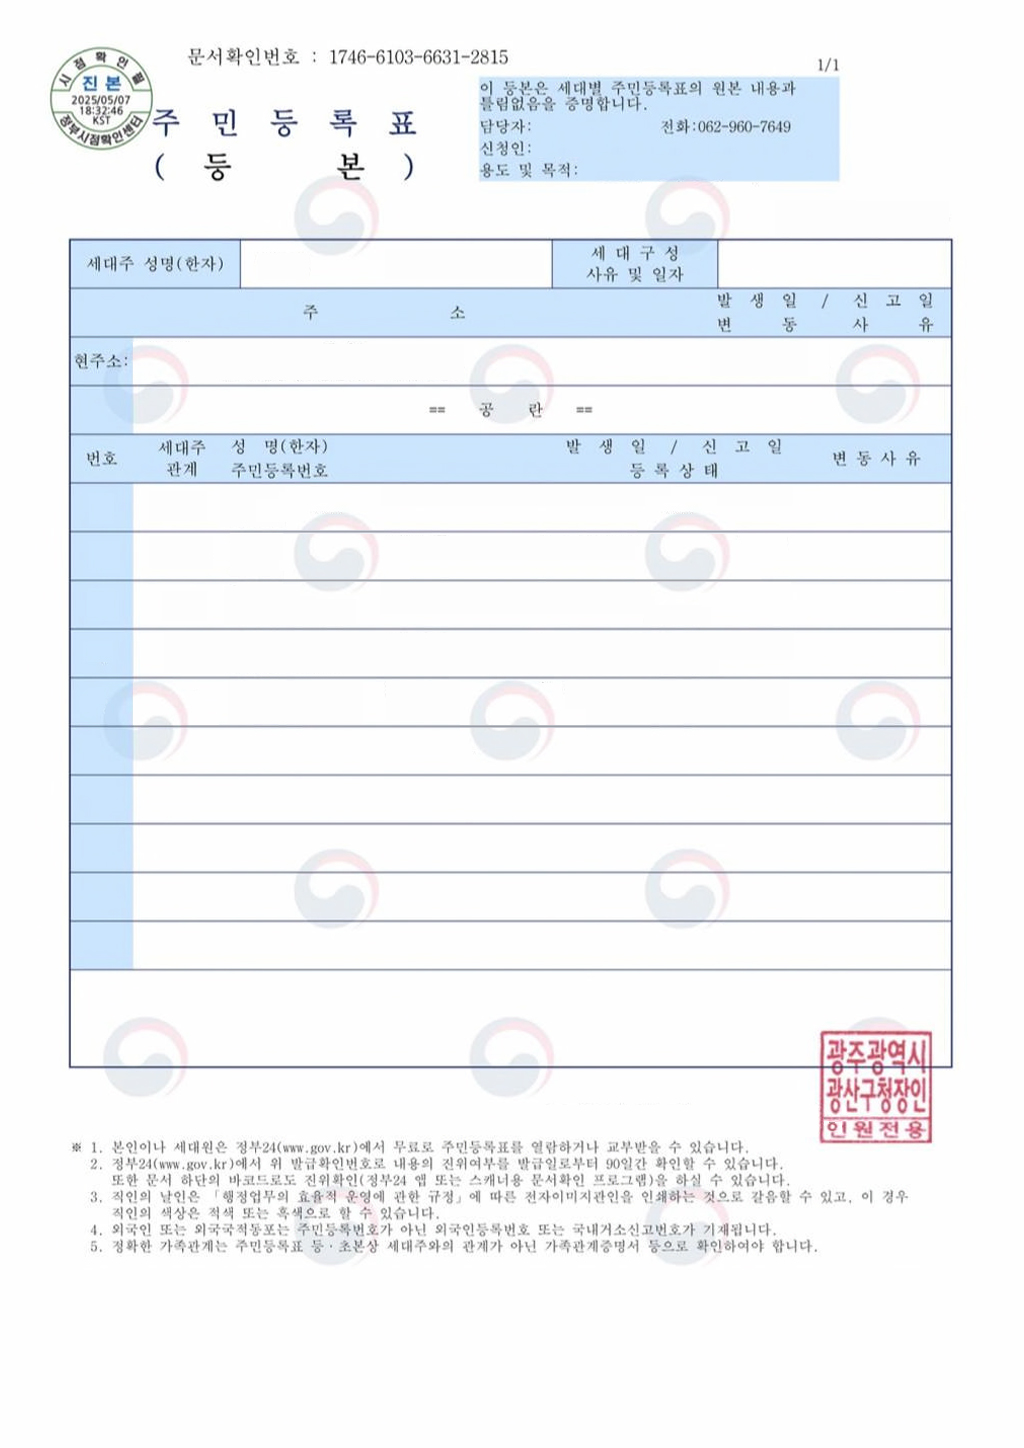 문서확인번호 : 1746-6103-6631-2815
1/1
시점확인필
진본
2025/05/07
18:32:46
KST
정부시점확인센터
주 민 등 록 표
( 등 본 )
이 등본은 세대별 주민등록표의 원본 내용과
틀림없음을 증명합니다.
담당자: 전화:062-960-7649
신청인:
용도 및 목적:
세대주 성명(한자)
세 대 구 성
사유 및 일자
주 소
발 생 일 / 신 고 일
변 동 사 유
현주소:
== 공 란 ==
번호
세대주 성 명(한자)
관계 주민등록번호
발 생 일 / 신 고 일
등 록 상 태
변 동 사 유
광주광역시
광산구청장인
민원전용
※ 1. 본인이나 세대원은 정부24(www.gov.kr)에서 무료로 주민등록표를 열람하거나 교부받을 수 있습니다.
2. 정부24(www.gov.kr)에서 위 발급확인번호로 내용의 진위여부를 발급일로부터 90일간 확인할 수 있습니다.
또한 문서 하단의 바코드로도 진위확인(정부24 앱 또는 스캐너용 문서확인 프로그램)을 하실 수 있습니다.
3. 직인의 날인은 「행정업무의 효율적 운영에 관한 규정」에 따른 전자이미지관인을 인쇄하는 것으로 갈음할 수 있고, 이 경우
직인의 색상은 적색 또는 흑색으로 할 수 있습니다.
4. 외국인 또는 외국국적동포는 주민등록번호가 아닌 외국인등록번호 또는 국내거소신고번호가 기재됩니다.
5. 정확한 가족관계는 주민등록표 등·초본상 세대주와의 관계가 아닌 가족관계증명서 등으로 확인하여야 합니다.